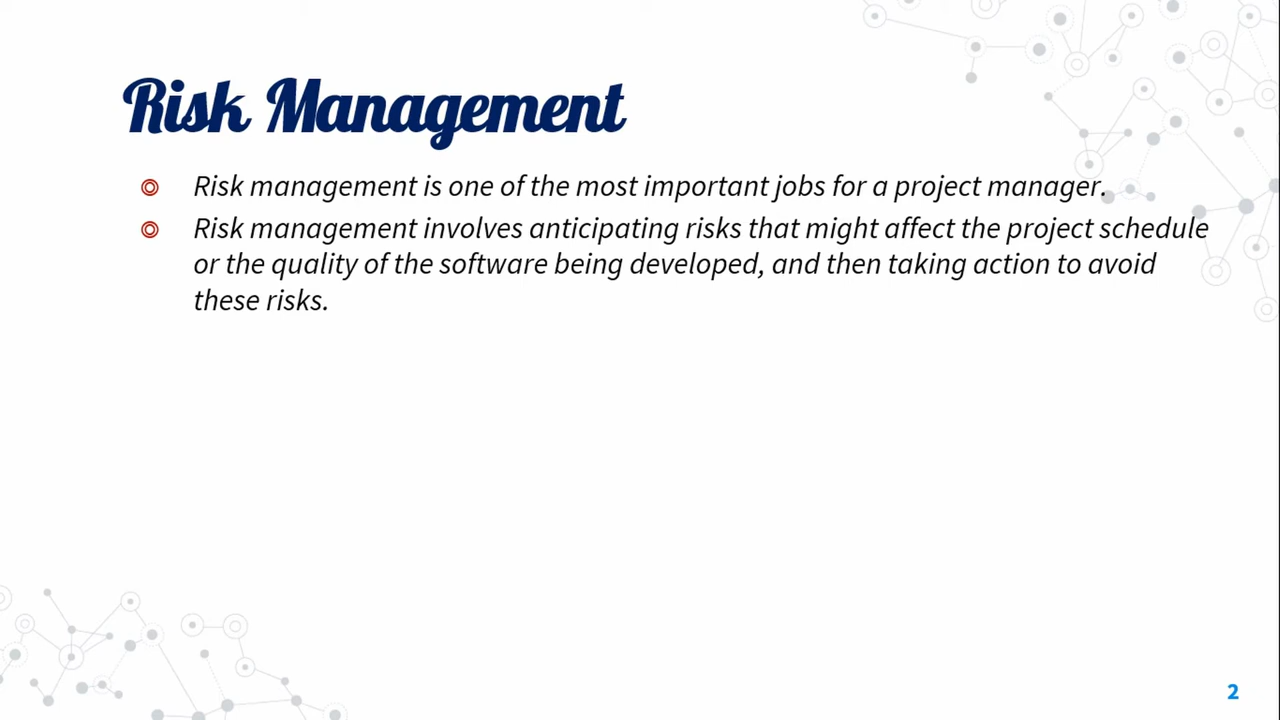 Risk Management
Risk management is one of the most important jobs for a project manager.
Risk management involves anticipating risks that might affect the project schedule
or the quality of the software being developed, and then taking action to avoid
these risks.
2